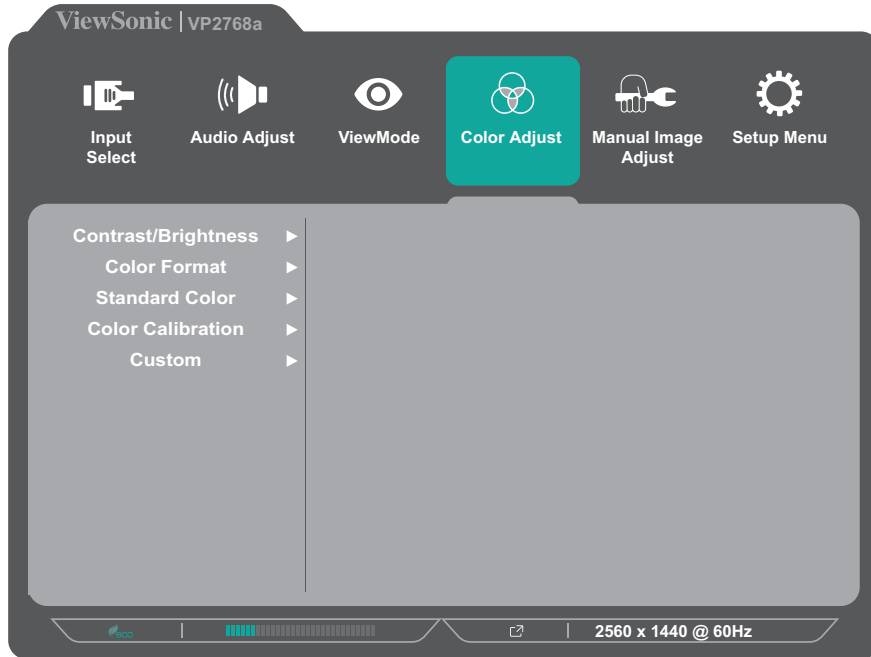 ViewSonic | VP2768a
Input
Select
Audio Adjust
ViewMode
Color Adjust
Manual Image
Adjust
Setup Menu
Contrast/Brightness
Color Format
Standard Color
Color Calibration
Custom
eco
2560 x 1440 @ 60Hz